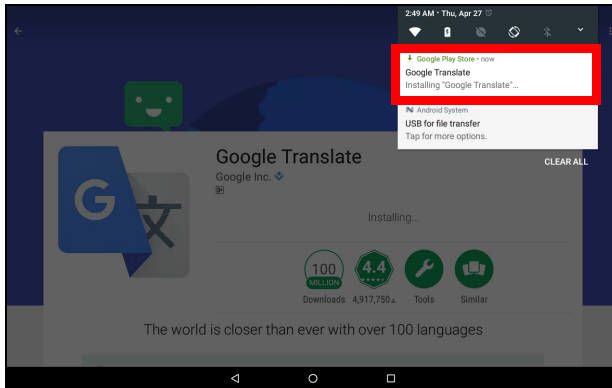 2:49 AM • Thu, Apr 27
Google Play Store • now
Google Translate
Installing "Google Translate"...
Android System
USB for file transfer
Tap for more options.
CLEAR ALL
G
文
Google Translate
Google Inc.
Installing...
100
MILLION
4.4
Downloads
4,917,750
Tools
Similar
The world is closer than ever with over 100 languages